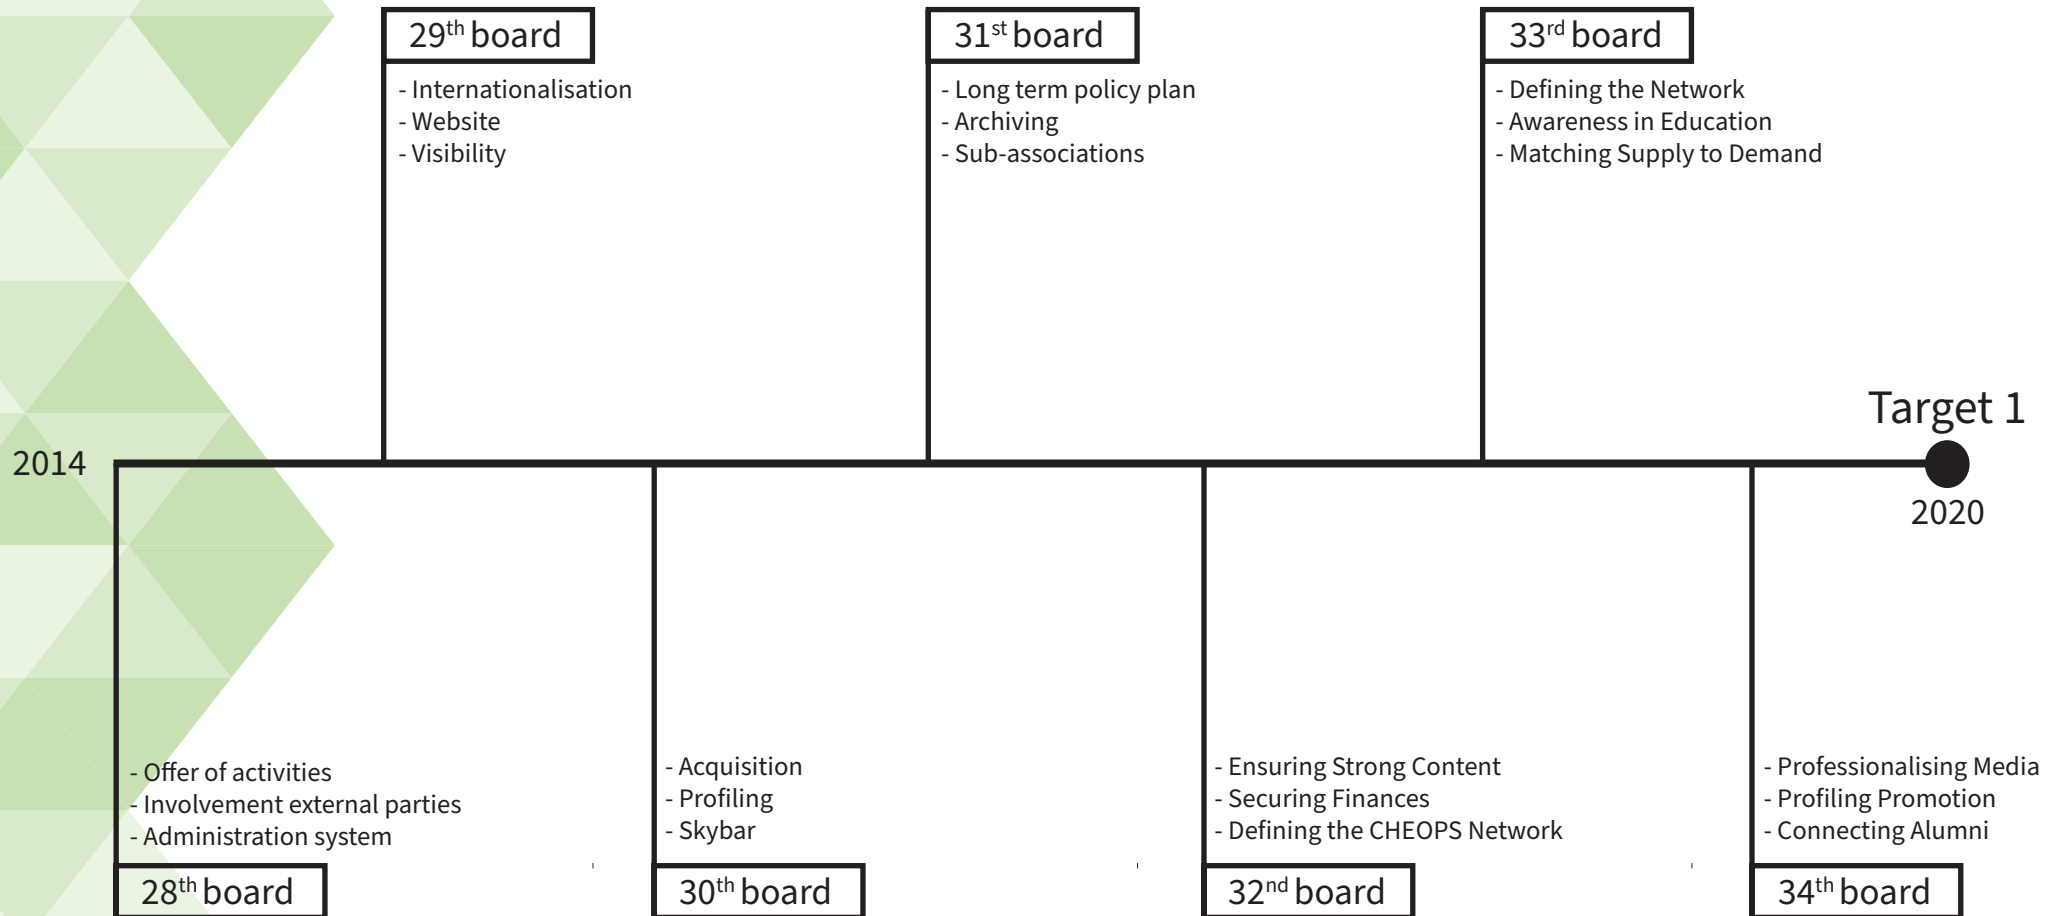 29th board
- Internationalisation
- Website
- Visibility
31st board
- Long term policy plan
- Archiving
- Sub-associations
33rd board
- Defining the Network
- Awareness in Education
- Matching Supply to Demand
Target 1
2014
2020
- Offer of activities
- Involvement external parties
- Administration system
28th board
- Acquisition
- Profiling
- Skybar
30th board
- Ensuring Strong Content
- Securing Finances
- Defining the CHEOPS Network
32nd board
- Professionalising Media
- Profiling Promotion
- Connecting Alumni
34th board